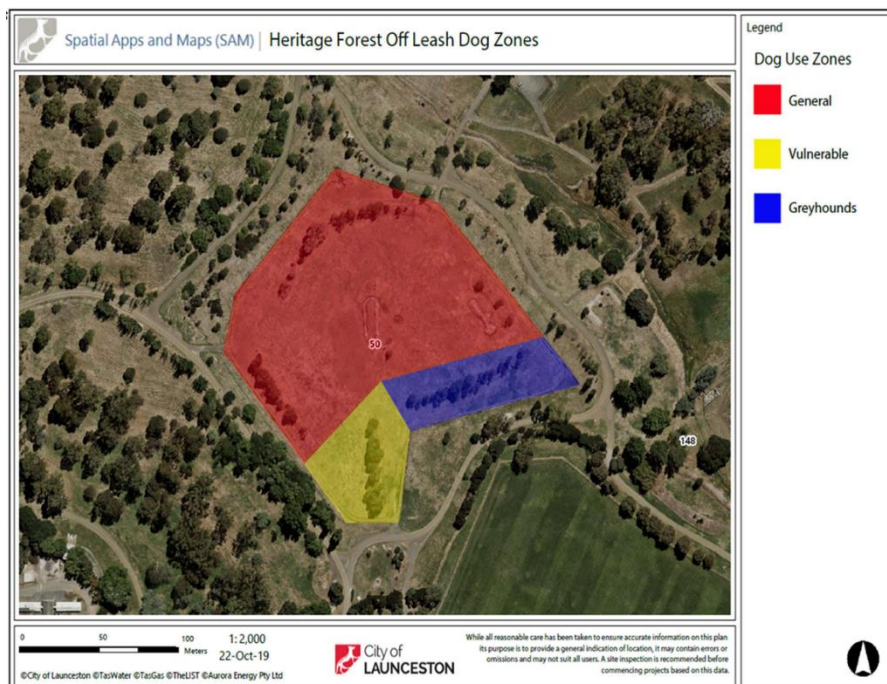 Spatial Apps and Maps (SAM) | Heritage Forest Off Leash Dog Zones
Legend
Dog Use Zones
General
Vulnerable
Greyhounds
50
148
0 50 100
Meters
1: 2,000
22-Oct-19
City of
LAUNCESTON
While all reasonable care has been taken to ensure accurate information on this plan
its purpose is to provide a general indication of location, it may contain errors or
omissions and may not suit all users. A site inspection is recommended before
commencing projects based on this data.
©City of Launceston ©TasWater ©TasGas ©TheLIST ©Aurora Energy Pty Ltd